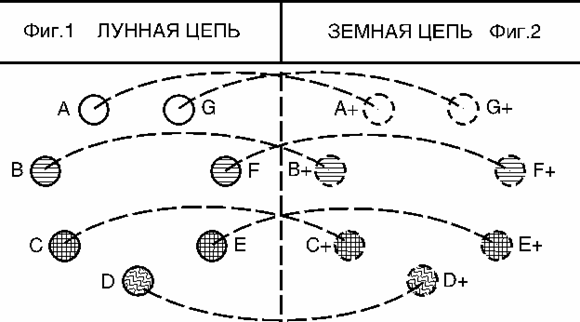 Фиг.1 ЛУННАЯ ЦЕПЬ ЗЕМНАЯ ЦЕПЬ Фиг.2
A G A+ G+
B F B+ F+
C E C+ E+
D D+